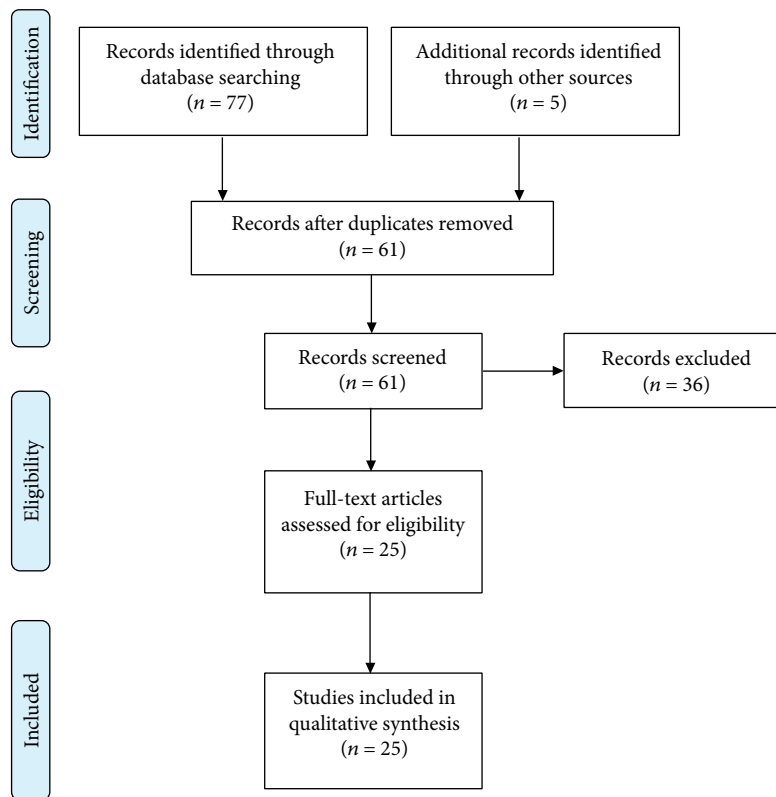 Identification
Records identified through
database searching
(n = 77)
Additional records identified
through other sources
(n = 5)
Screening
Records after duplicates removed
(n = 61)
Records screened
(n = 61)
Records excluded
(n = 36)
Eligibility
Full-text articles
assessed for eligibility
(n = 25)
Included
Studies included in
qualitative synthesis
(n = 25)